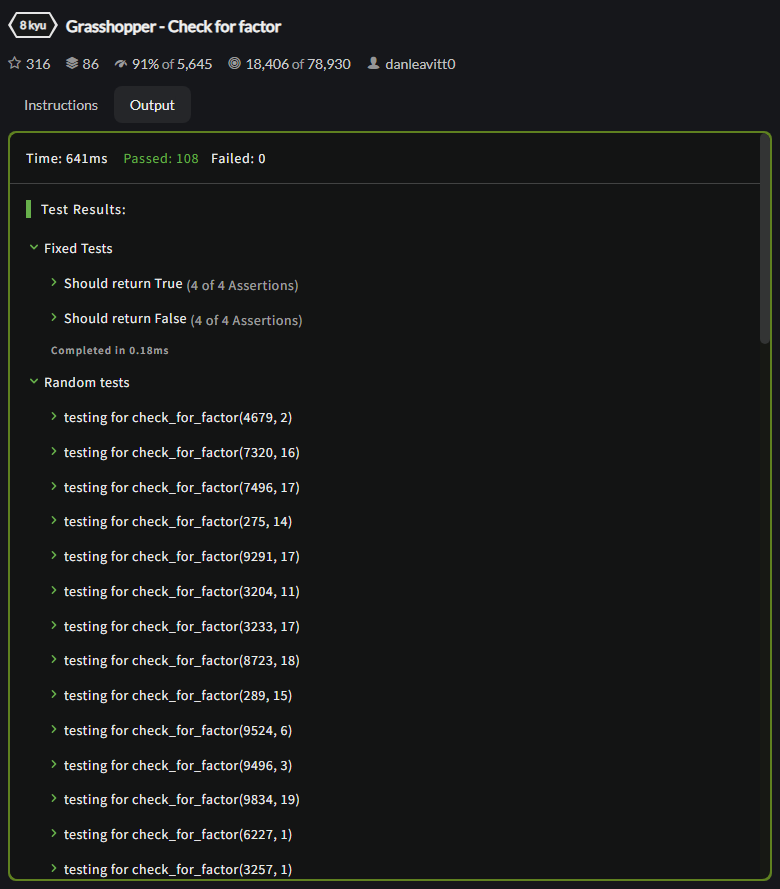 8 kyu Grasshopper - Check for factor
316 86 91% of 5,645 18,406 of 78,930 danleavitt0
Instructions Output
Time: 641ms Passed: 108 Failed: 0
Test Results:
Fixed Tests
Should return True (4 of 4 Assertions)
Should return False (4 of 4 Assertions)
Completed in 0.18ms
Random tests
testing for check_for_factor(4679, 2)
testing for check_for_factor(7320, 16)
testing for check_for_factor(7496, 17)
testing for check_for_factor(275, 14)
testing for check_for_factor(9291, 17)
testing for check_for_factor(3204, 11)
testing for check_for_factor(3233, 17)
testing for check_for_factor(8723, 18)
testing for check_for_factor(289, 15)
testing for check_for_factor(9524, 6)
testing for check_for_factor(9496, 3)
testing for check_for_factor(9834, 19)
testing for check_for_factor(6227, 1)
testing for check_for_factor(3257, 1)